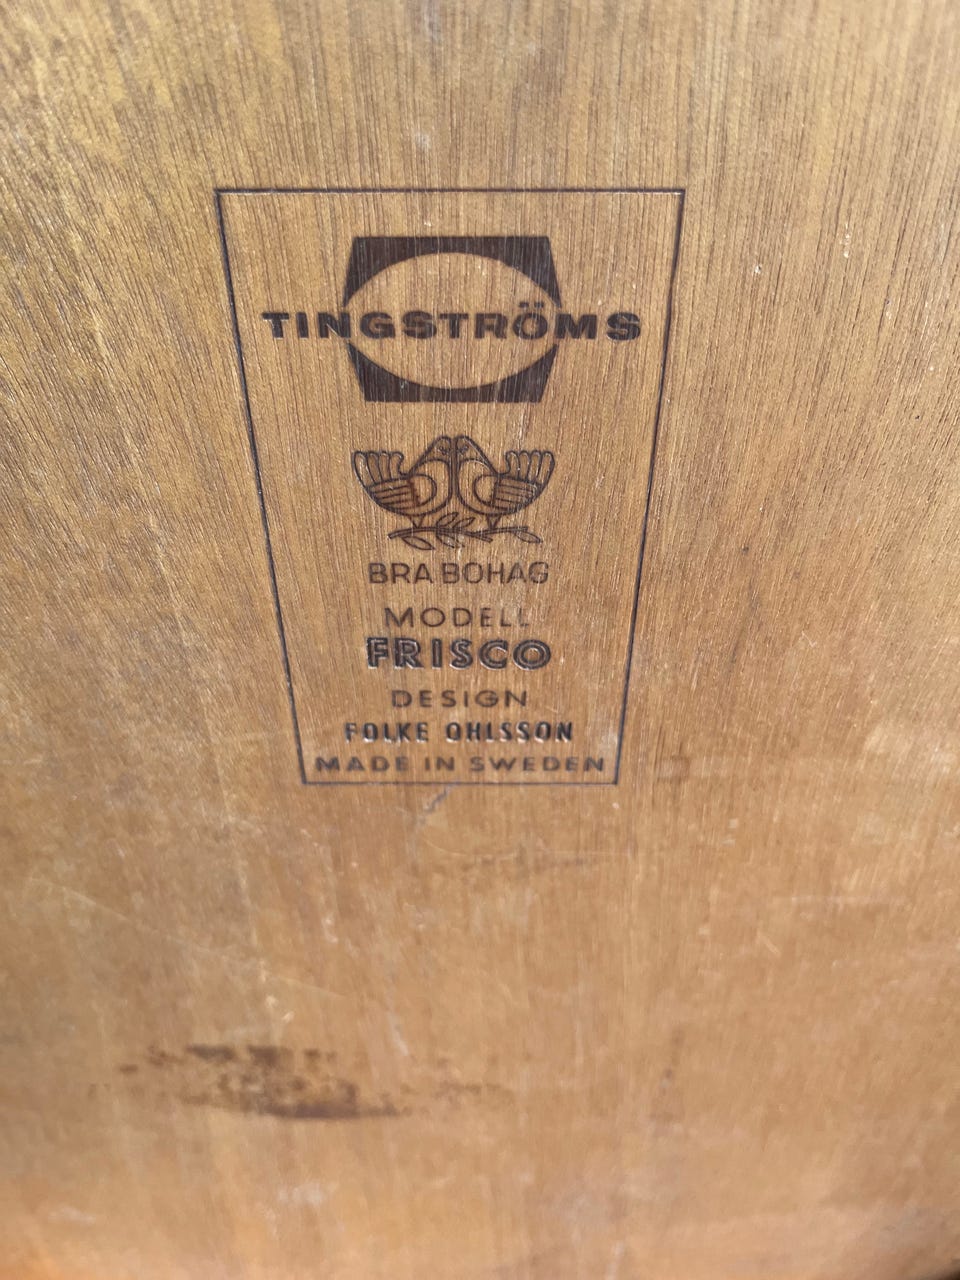 TINGSTRÖMS
BRA BOHAG
MODELL
FRISCO
DESIGN
FOLKE OHLSSON
MADE IN SWEDEN